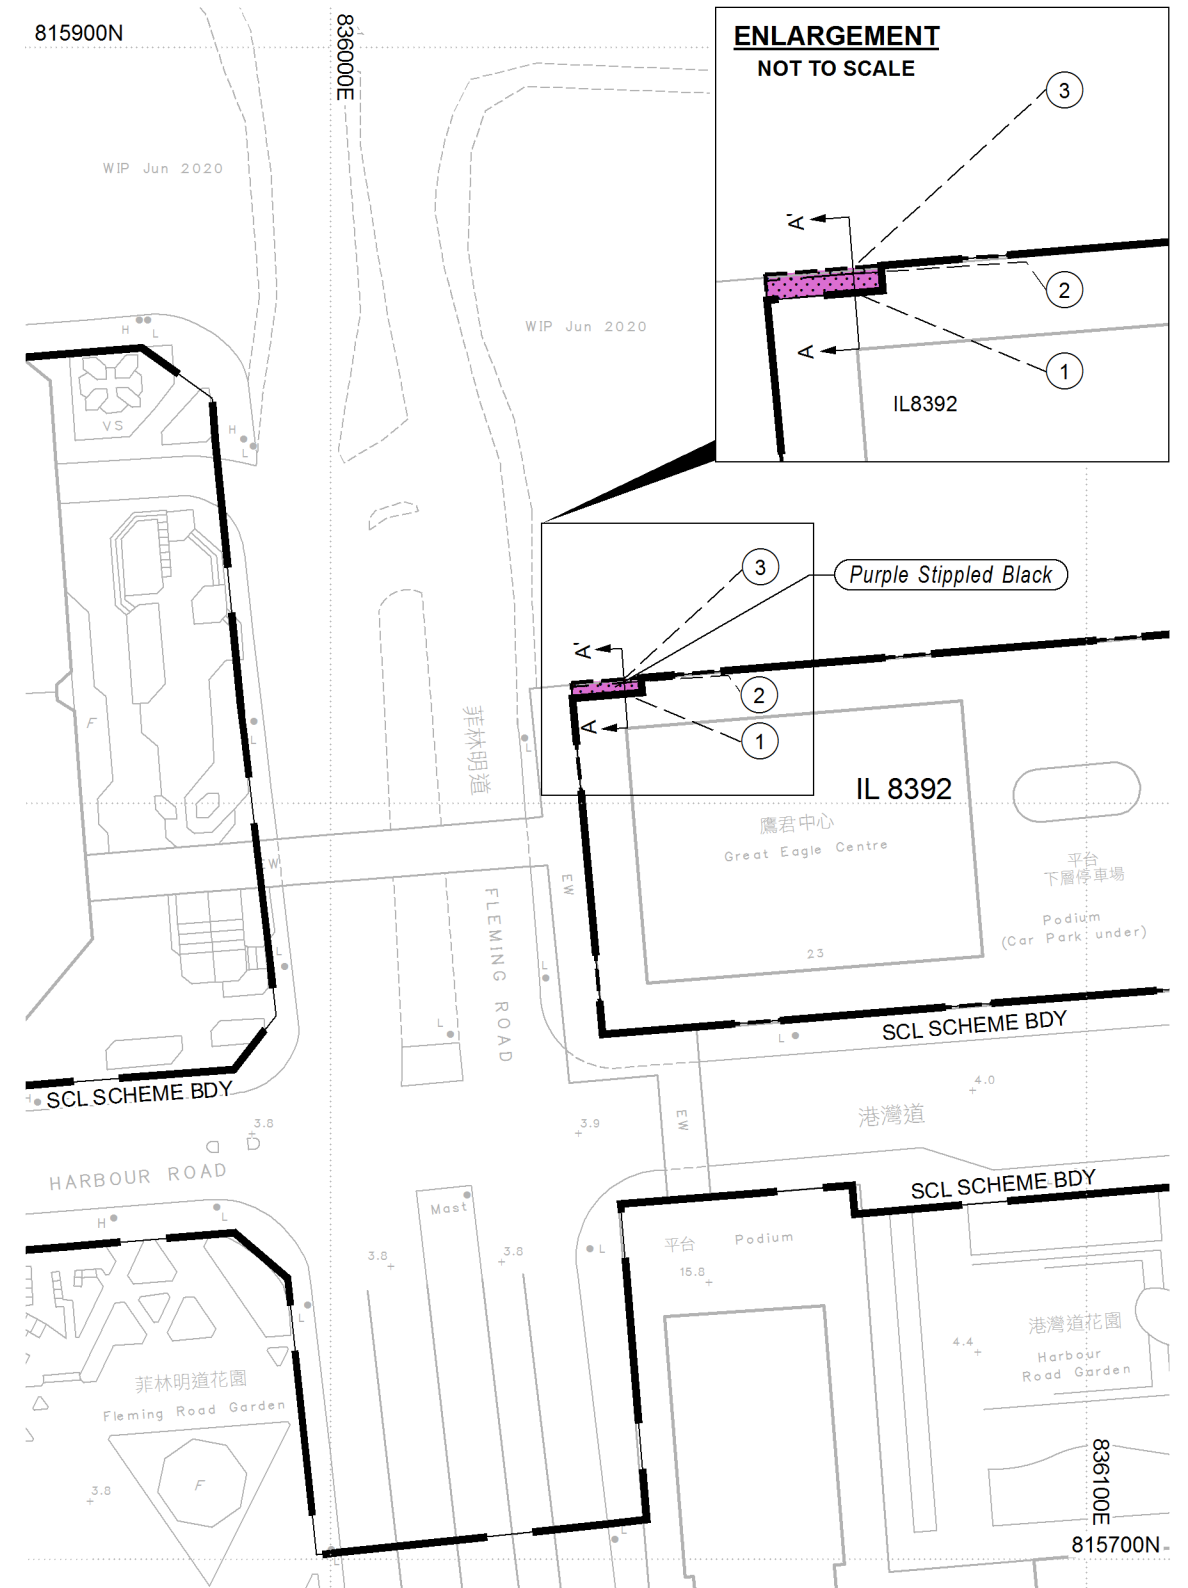 815900N
836000E
ENLARGEMENT
NOT TO SCALE
3
A'
2
A
1
IL8392
WIP Jun 2020
WIP Jun 2020
H
L
VS
H
L
3
Purple Stippled Black
A'
2
A
1
F
L
菲林明道
L
IL 8392
鷹君中心
Great Eagle Centre
平台
下層停車場
Podium
(Car Park under)
W
EW
FLEMING ROAD
23
L
L
L
SCL SCHEME BDY
L
SCL SCHEME BDY
H
4.0
3.8
3.9
EW
港灣道
HARBOUR ROAD
SCL SCHEME BDY
H
L
Mast
L
3.8
3.8
平台
Podium
15.8
L
港灣道花園
4.4
Harbour
Road Garden
菲林明道花園
Fleming Road Garden
F
3.8
836100E
L
L
815700N